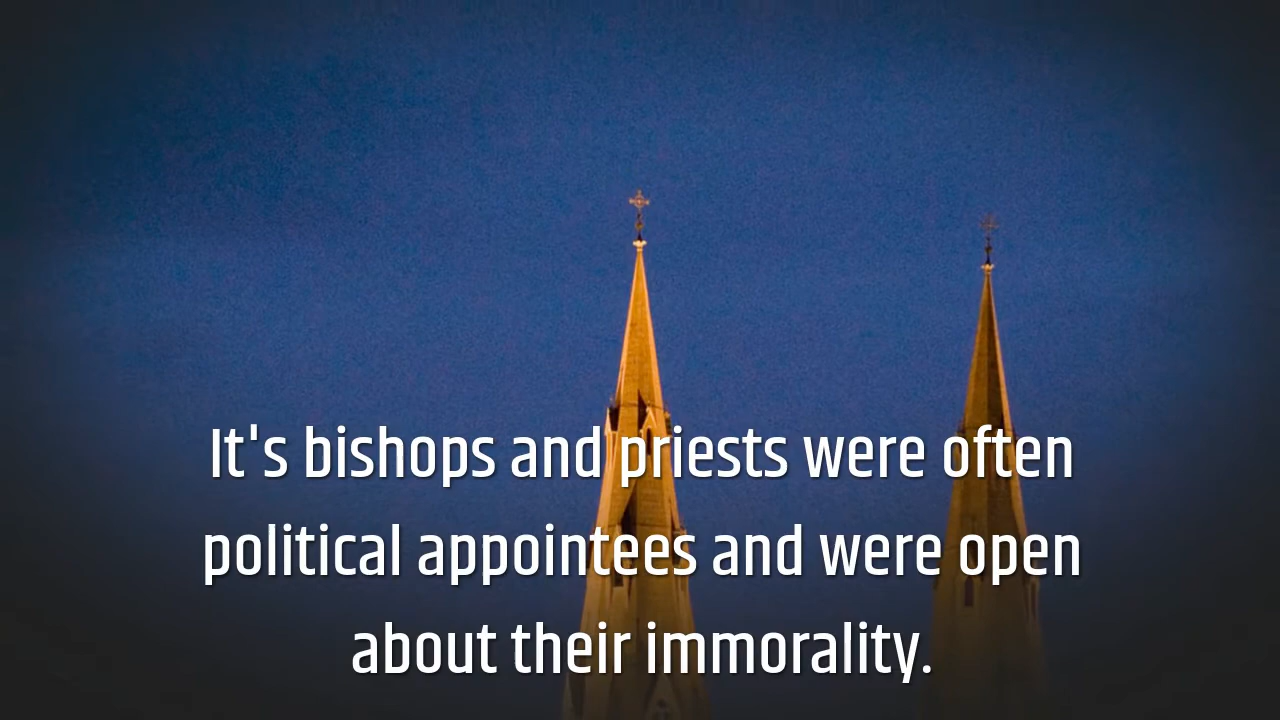 It's bishops and priests were often
political appointees and were open
about their immorality.